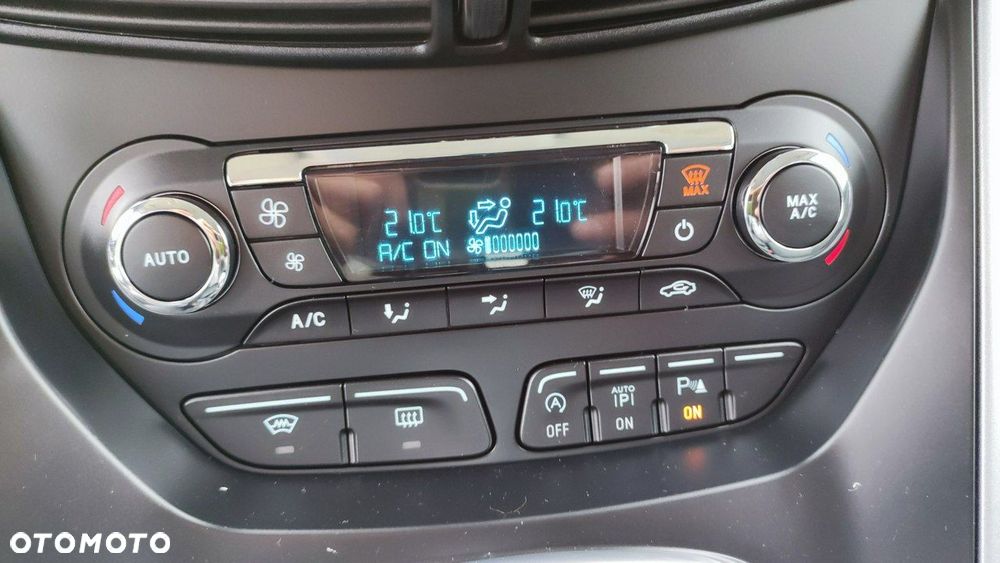 MAX
AUTO
MAX
A/C
21.0°C 21.0°C
A/C ON
A/C
A
OFF
AUTO
P
ON
P
ON
OTOMOTO